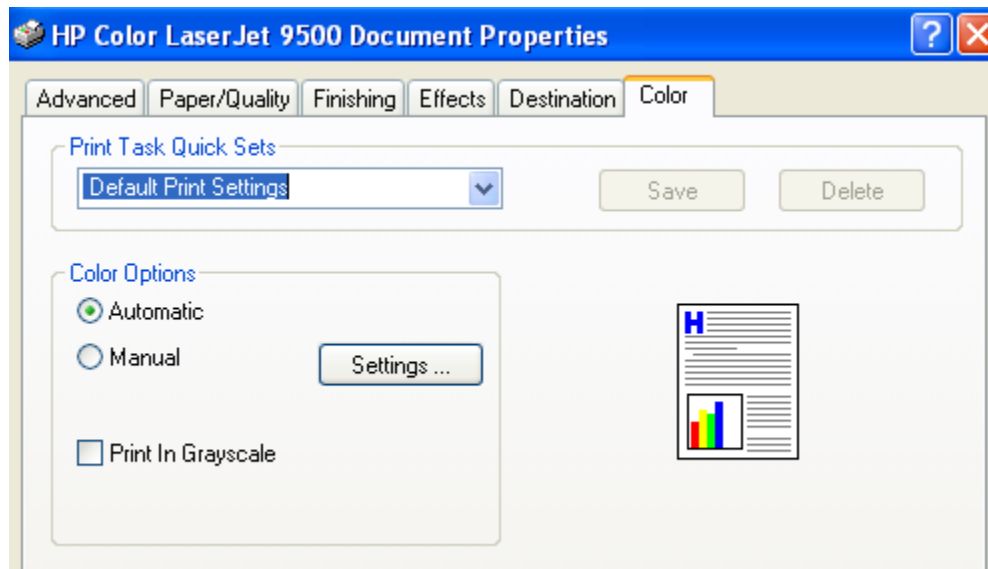 HP Color LaserJet 9500 Document Properties
Advanced Paper/Quality Finishing Effects Destination Color
Print Task Quick Sets
Default Print Settings Save Delete
Color Options
Automatic
Manual Settings ...
Print In Grayscale
H